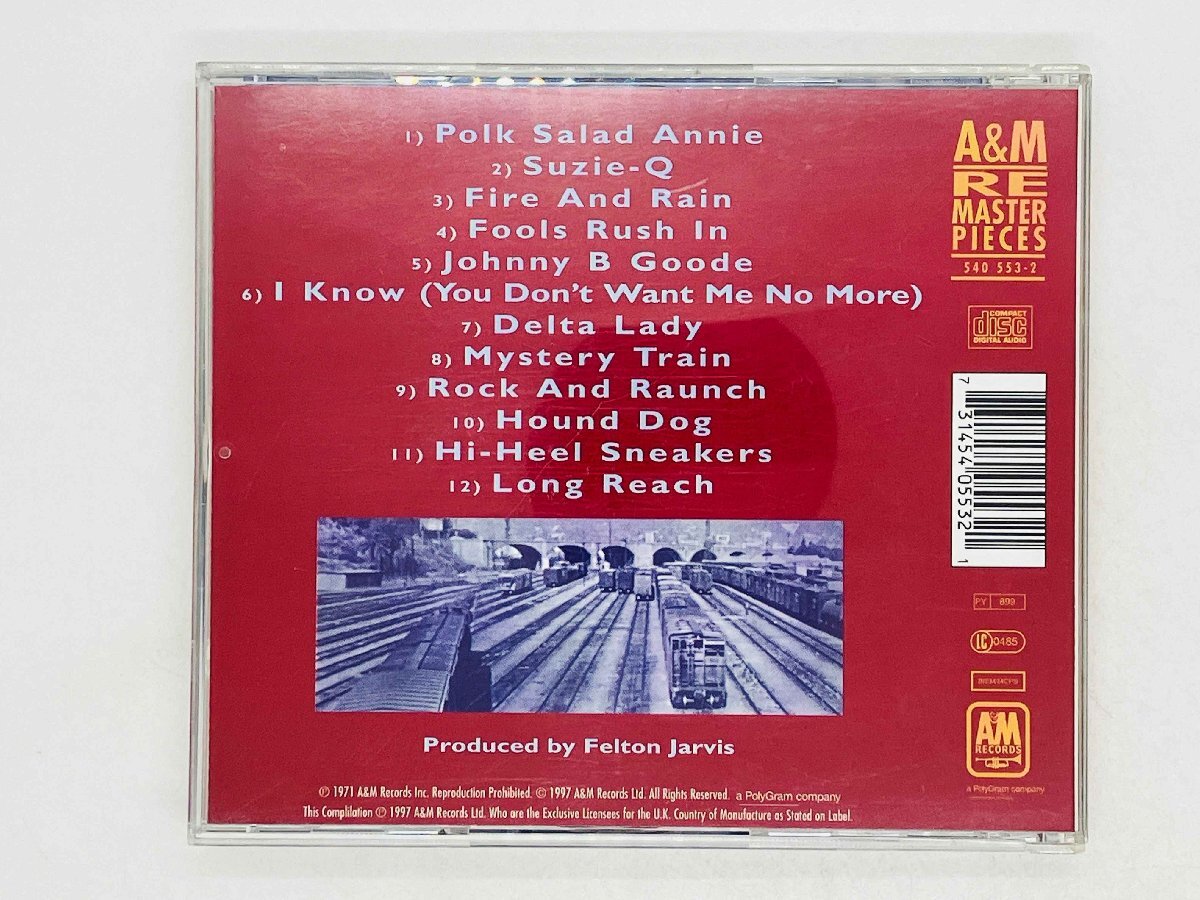 1) Polk Salad Annie
2) Suzie-Q
3) Fire And Rain
4) Fools Rush In
5) Johnny B Goode
6) I Know (You Don't Want Me No More)
7) Delta Lady
8) Mystery Train
9) Rock And Raunch
10) Hound Dog
11) Hi-Heel Sneakers
12) Long Reach
Produced by Felton Jarvis
℗ 1971 A&M Records Inc. Reproduction Prohibited. © 1997 A&M Records Ltd. All Rights Reserved. a PolyGram company
This Complilation ℗ 1997 A&M Records Ltd. Who are the Exclusive Licensees for the U.K. Country of Manufacture as Stated on Label.
A&M
RE
MASTER
PIECES
540 553-2
COMPACT
disc
DIGITAL AUDIO
7 31454 05532 1
PY 899
LC 0485
BIEM/MCPS
A&M
RECORDS
a PolyGram company